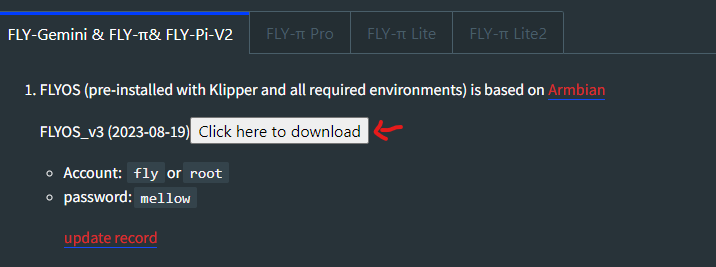 FLY-Gemini & FLY-π& FLY-Pi-V2 FLY-π Pro FLY-π Lite FLY-π Lite2
1. FLYOS (pre-installed with Klipper and all required environments) is based on Armbian
FLYOS_v3 (2023-08-19) Click here to download
Account: fly or root
password: mellow
update record